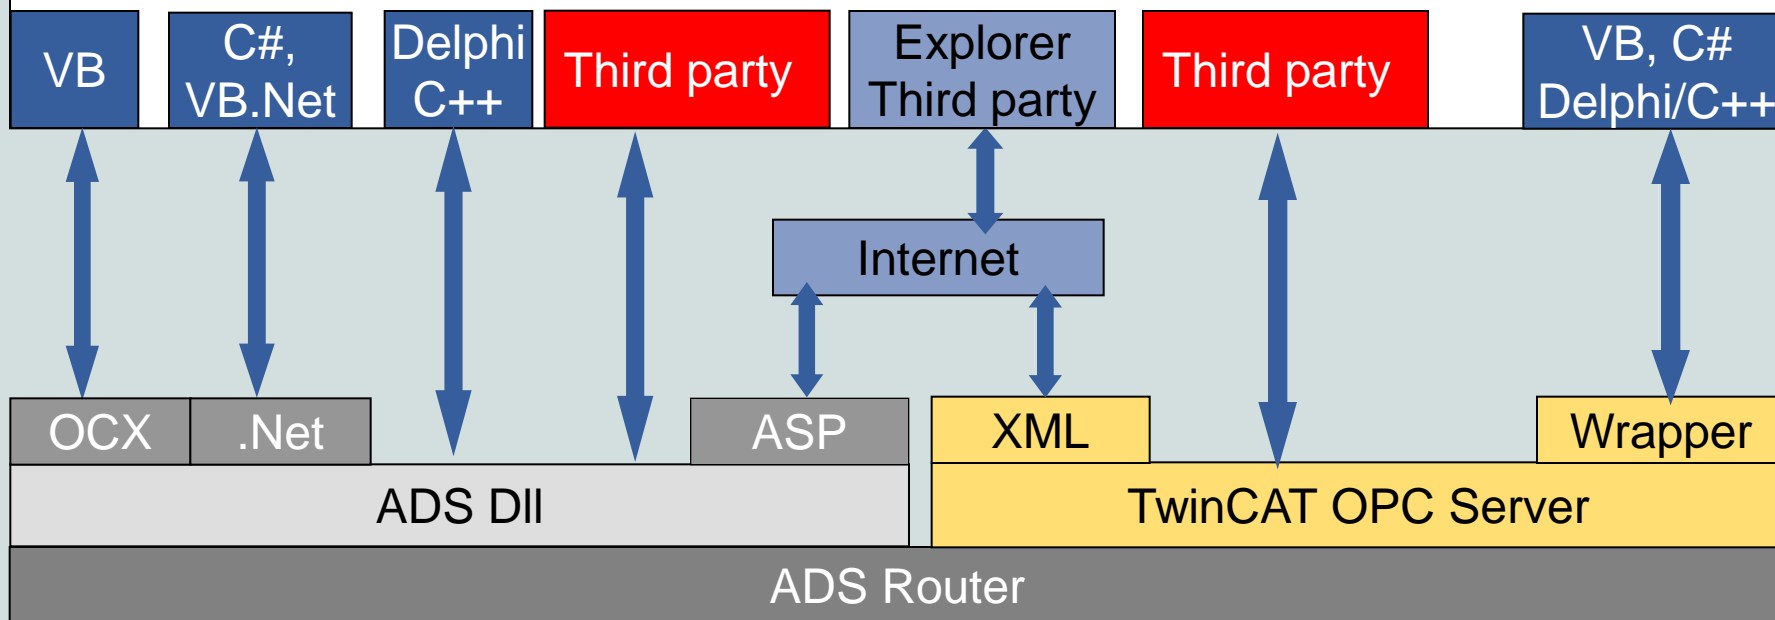 VB
C#,
VB.Net
Delphi
C++
Third party
Explorer
Third party
Third party
VB, C#
Delphi/C++
Internet
OCX
.Net
ASP
XML
Wrapper
ADS Dll
TwinCAT OPC Server
ADS Router